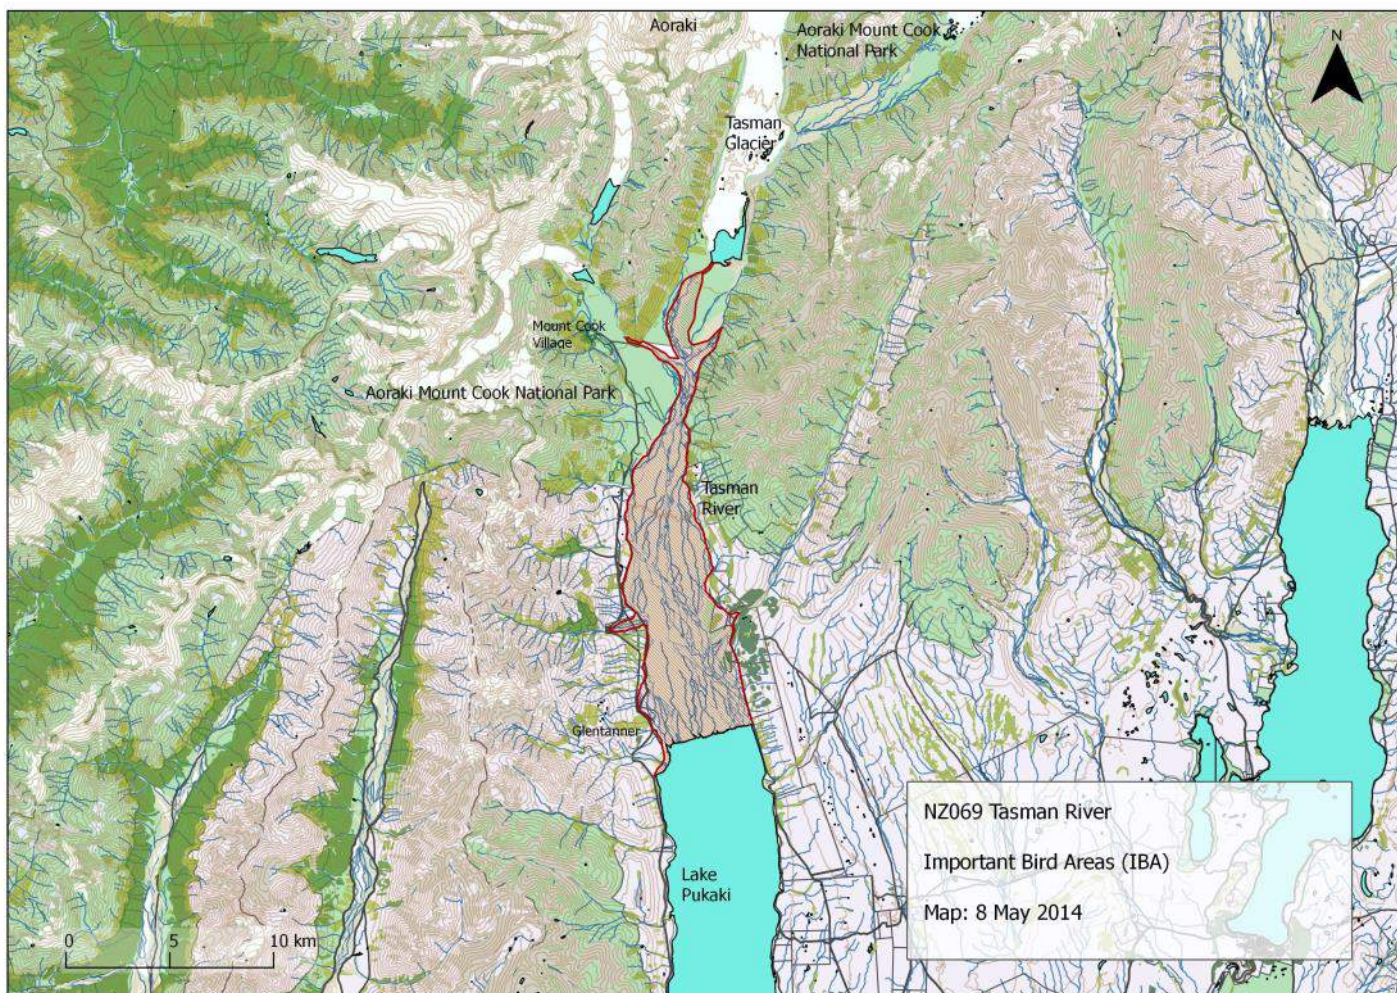 Aoraki
Aoraki Mount Cook
National Park
N
Tasman
Glacier
Mount Cook
Village
Aoraki Mount Cook National Park
Tasman
River
Glentanner
Lake
Pukaki
NZ069 Tasman River
Important Bird Areas (IBA)
Map: 8 May 2014
0 5 10 km